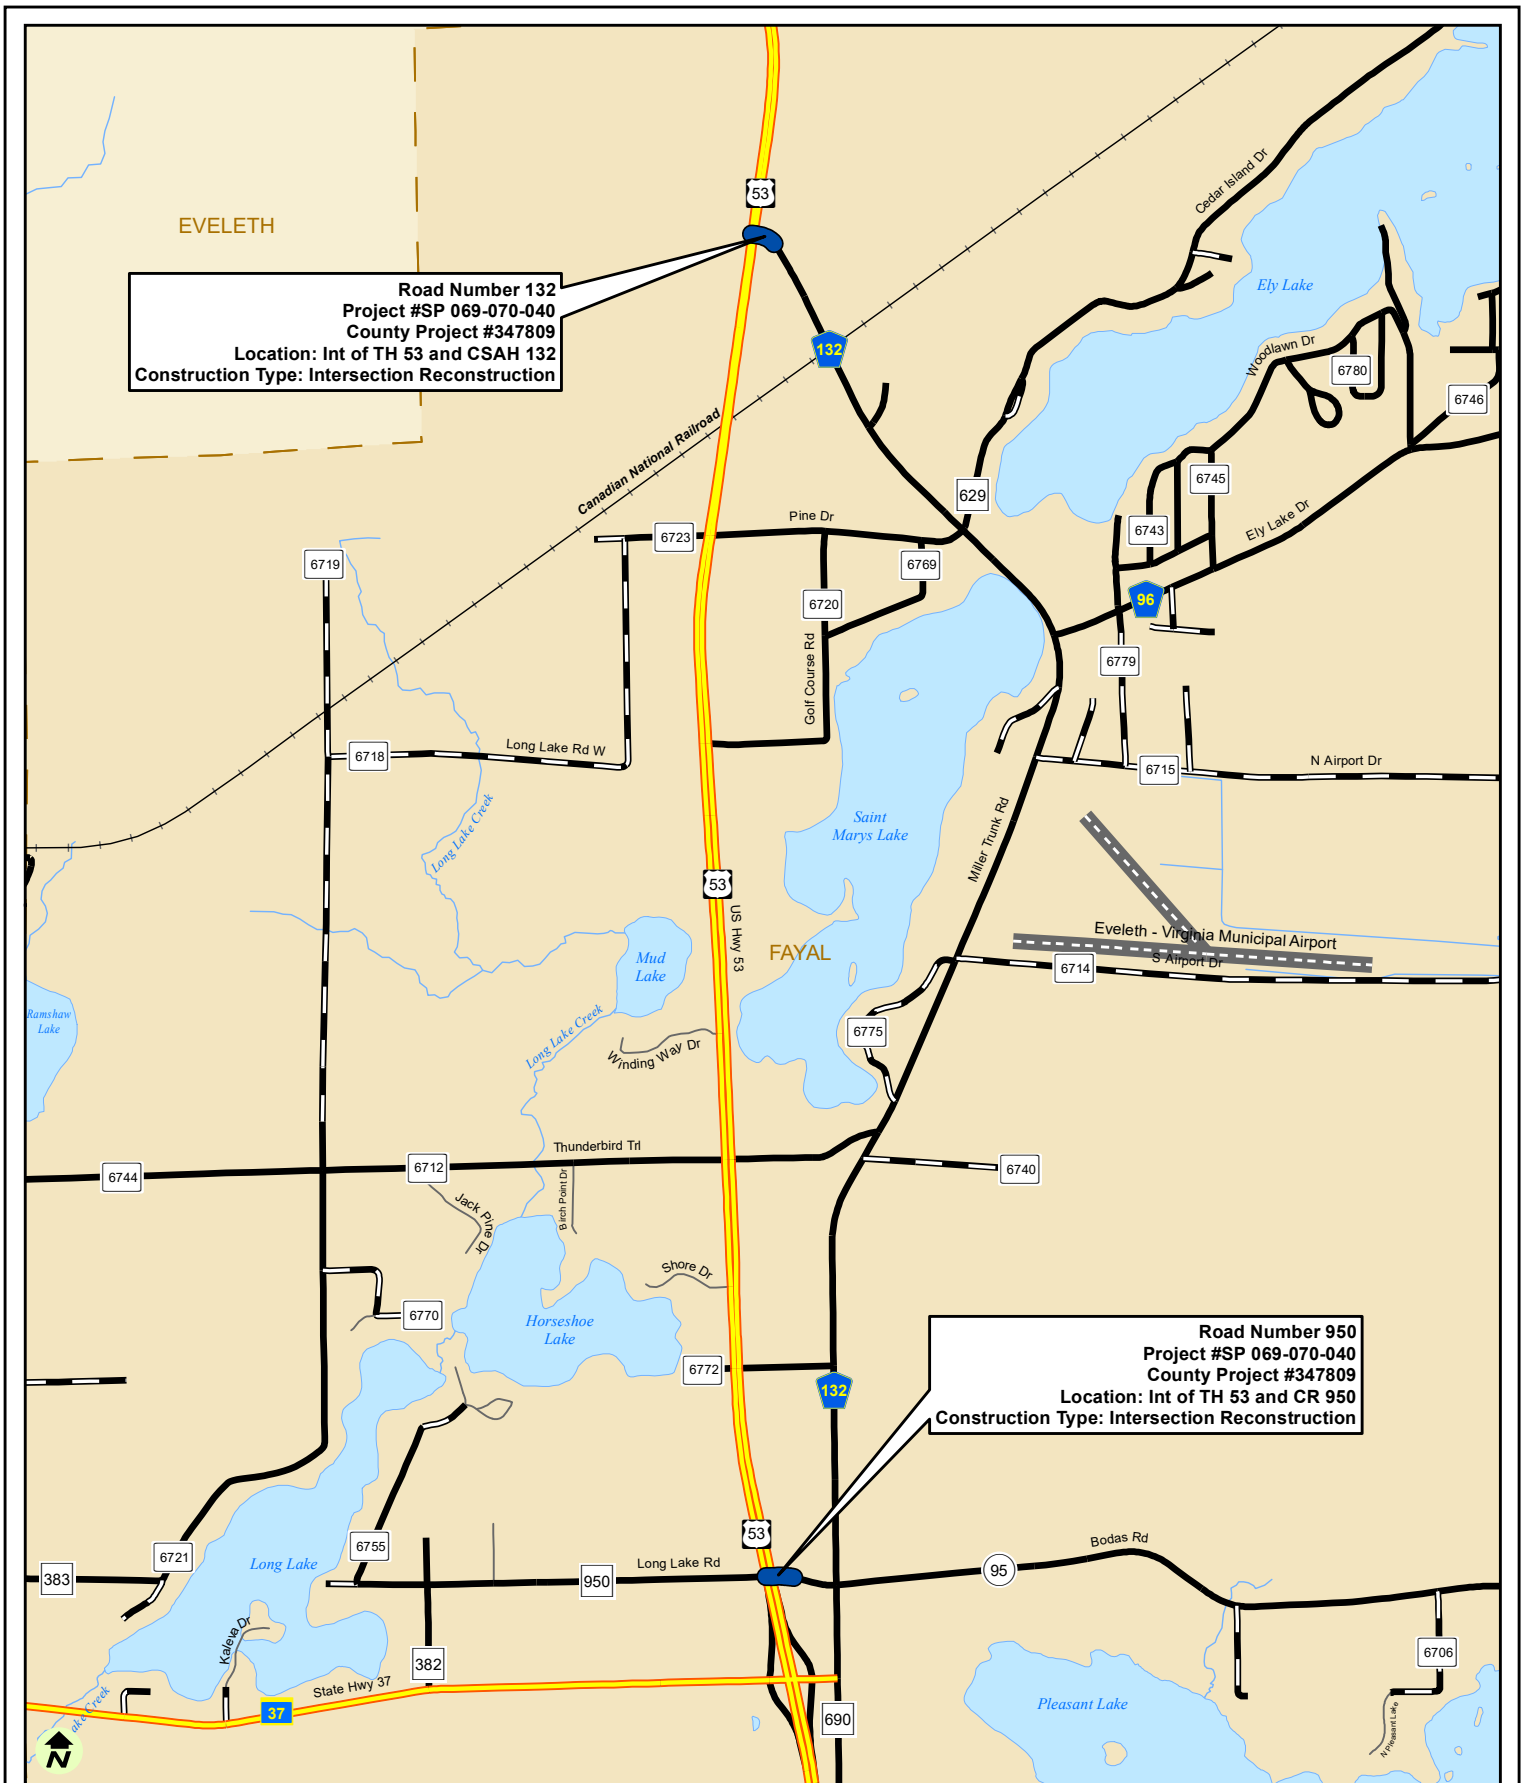 53
Cedar Island Dr
EVELETH
Road Number 132
Project #SP 069-070-040
County Project #347809
Location: Int of TH 53 and CSAH 132
Construction Type: Intersection Reconstruction
Ely Lake
132
Woodlawn Dr
6780
6746
Canadian National Railroad
629
6745
Pine Dr
6723
6743
Ely Lake Dr
6719
6769
6720
96
6779
Golf Course Rd
Long Lake Rd W
6718
N Airport Dr
6715
Saint
Marys Lake
Miller Trunk Rd
Long Lake Creek
53
US Hwy 53
FAYAL
Eveleth - Virginia Municipal Airport
S Airport Dr
6714
Mud
Lake
Ramshaw
Lake
Long Lake Creek
6775
Winding Way Dr
Thunderbird Trl
6744
6712
6740
Jack Pine Dr
Birch Point Dr
Shore Dr
6770
Horseshoe
Lake
6772
132
Road Number 950
Project #SP 069-070-040
County Project #347809
Location: Int of TH 53 and CR 950
Construction Type: Intersection Reconstruction
53
6721
6755
Long Lake
Long Lake Rd
Bodas Rd
383
950
95
Kaleva Dr
382
6706
State Hwy 37
37
ake Creek
690
Pleasant Lake
N Pleasant Lake
N